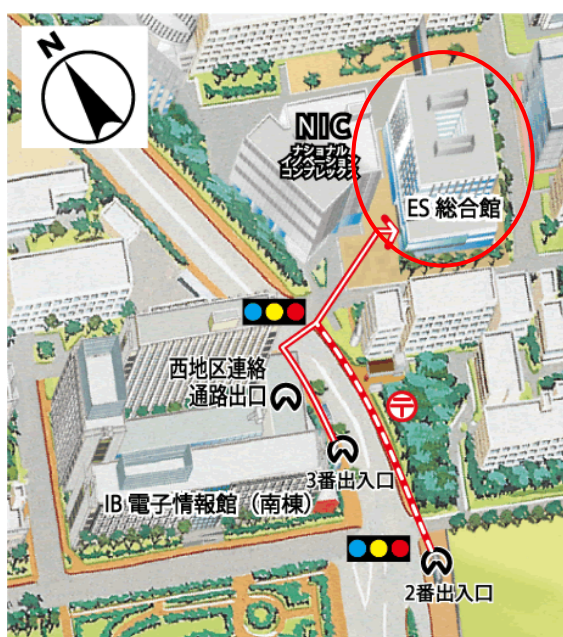 N
NIC
ナショナル
イノベーション
コンプレックス
ES 総合館
西地区連絡
通路出口
〒
3番出入口
IB 電子情報館（南棟）
2番出入口